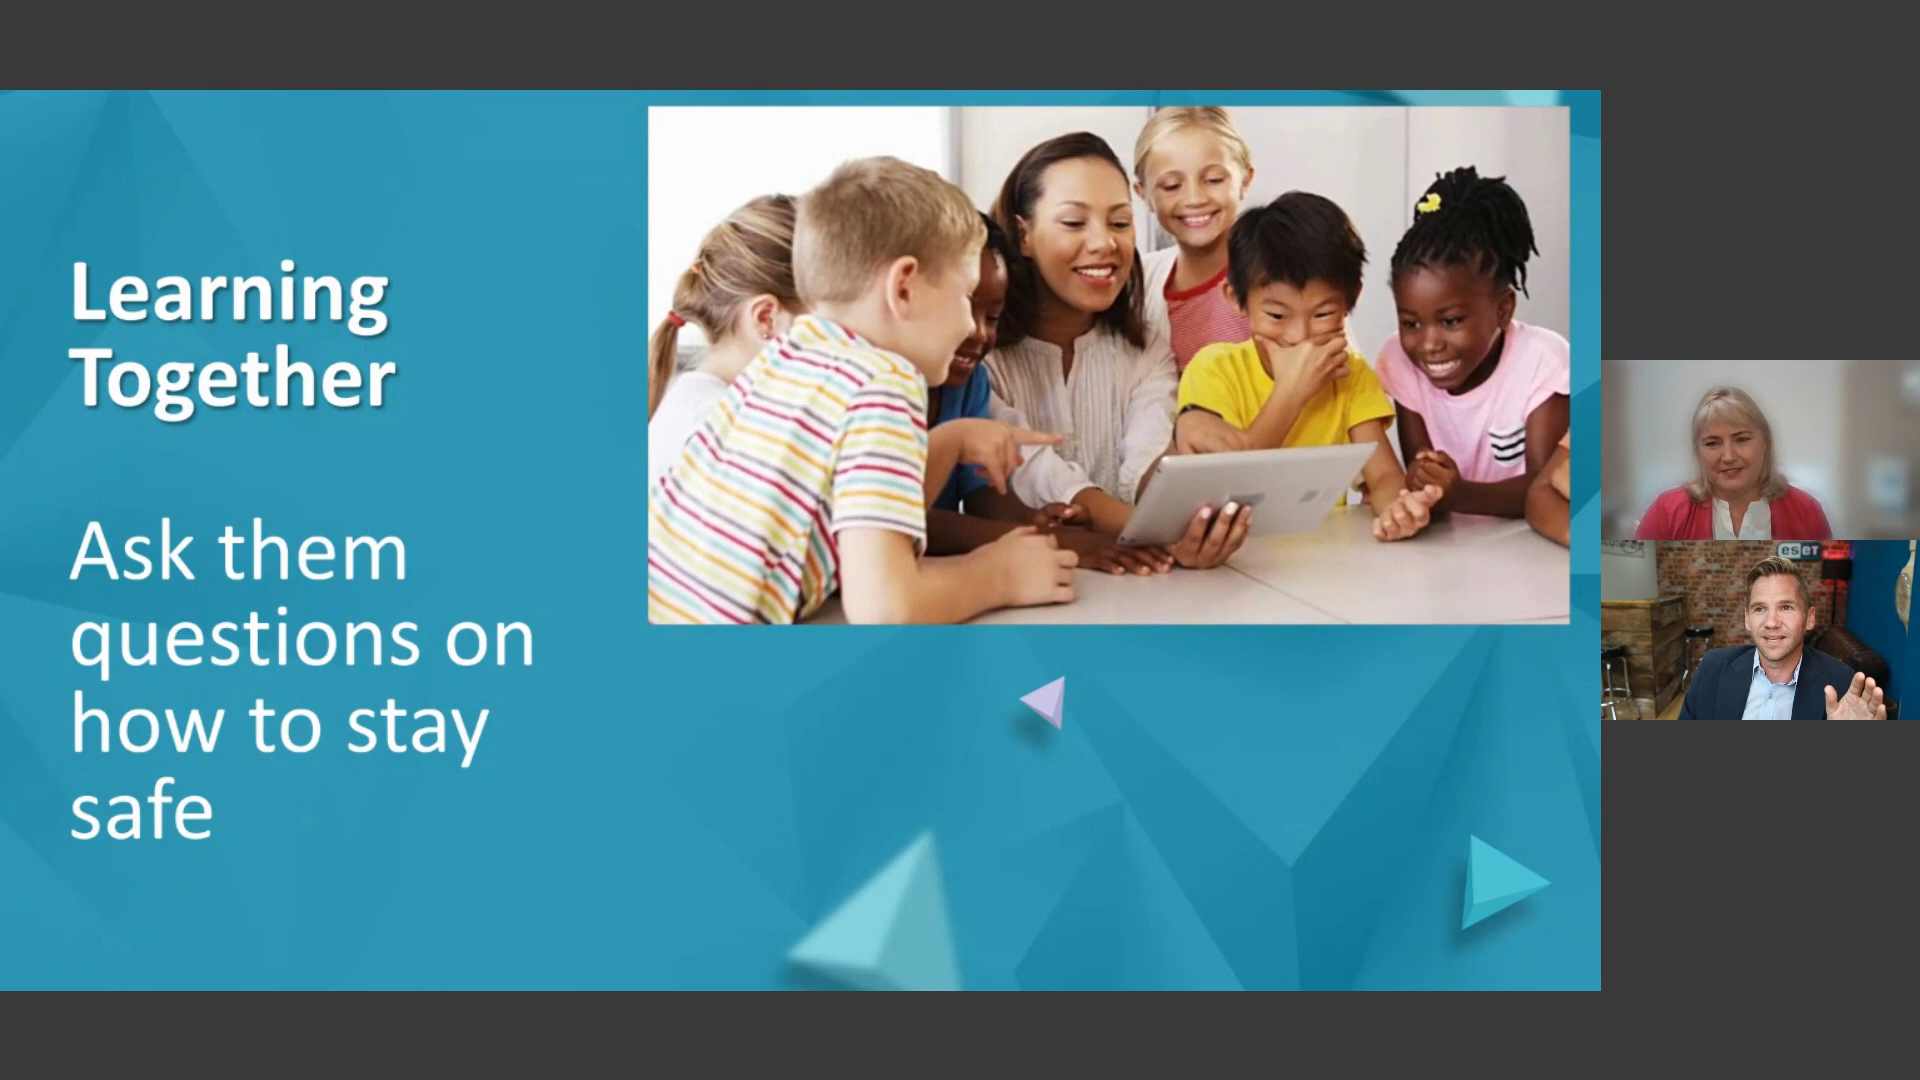 Learning
Together
Ask them
questions on
how to stay
safe
eseT